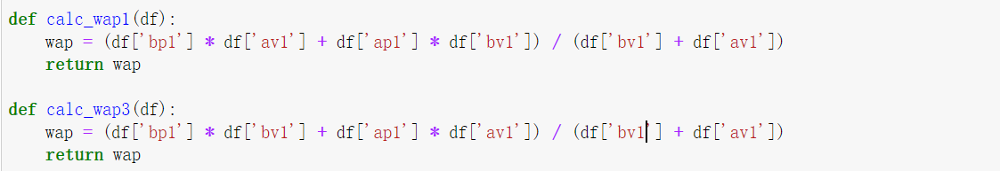 def calc_wap1(df):
    wap = (df['bp1'] * df['av1'] + df['ap1'] * df['bv1']) / (df['bv1'] + df['av1'])
    return wap
def calc_wap3(df):
    wap = (df['bp1'] * df['bv1'] + df['ap1'] * df['av1']) / (df['bv1'] + df['av1'])
    return wap